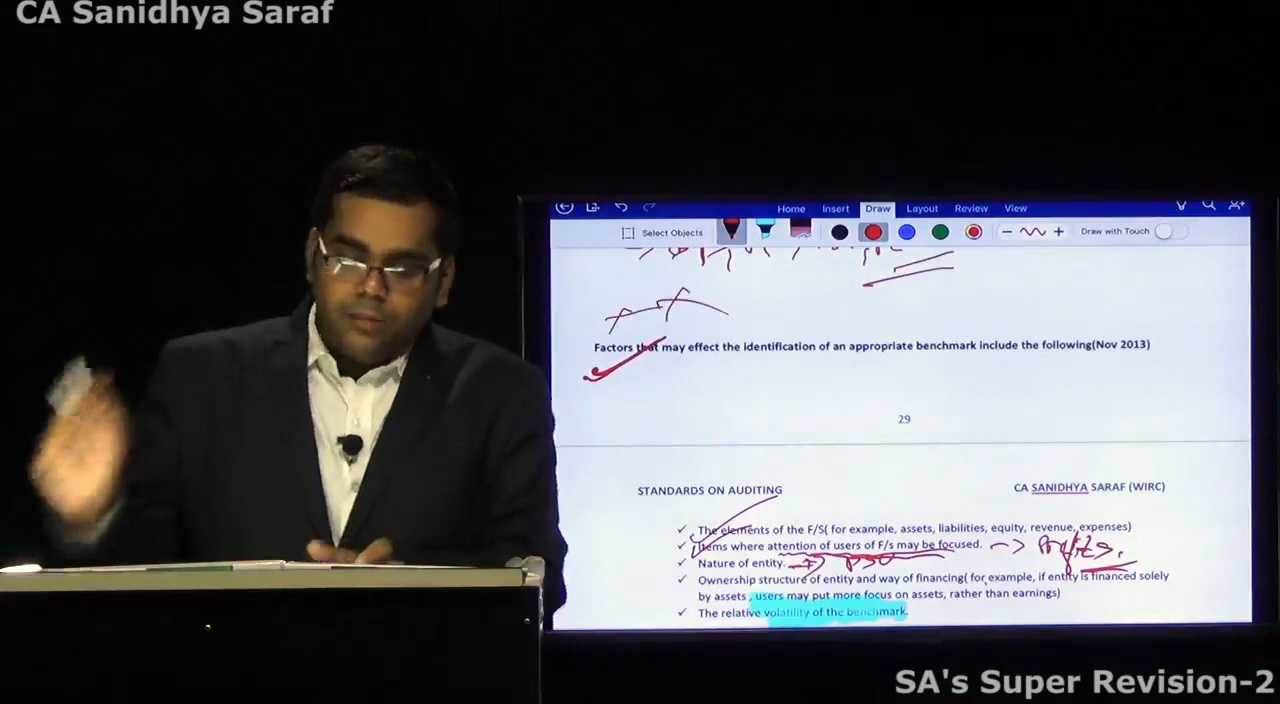 CA Sanidhya Saraf
Home Insert Draw Layout Review View
Select Objects
Draw with Touch
Factors that may effect the identification of an appropriate benchmark include the following(Nov 2013)
29
STANDARDS ON AUDITING
CA SANIDHYA SARAF (WIRC)
✓ The elements of the F/S( for example, assets, liabilities, equity, revenue, expenses)
✓ Items where attention of users of F/s may be focused. -> Profits.
✓ Nature of entity.
✓ Ownership structure of entity and way of financing( for example, if entity is financed solely
by assets , users may put more focus on assets, rather than earnings)
✓ The relative volatility of the benchmark.
SA's Super Revision-2